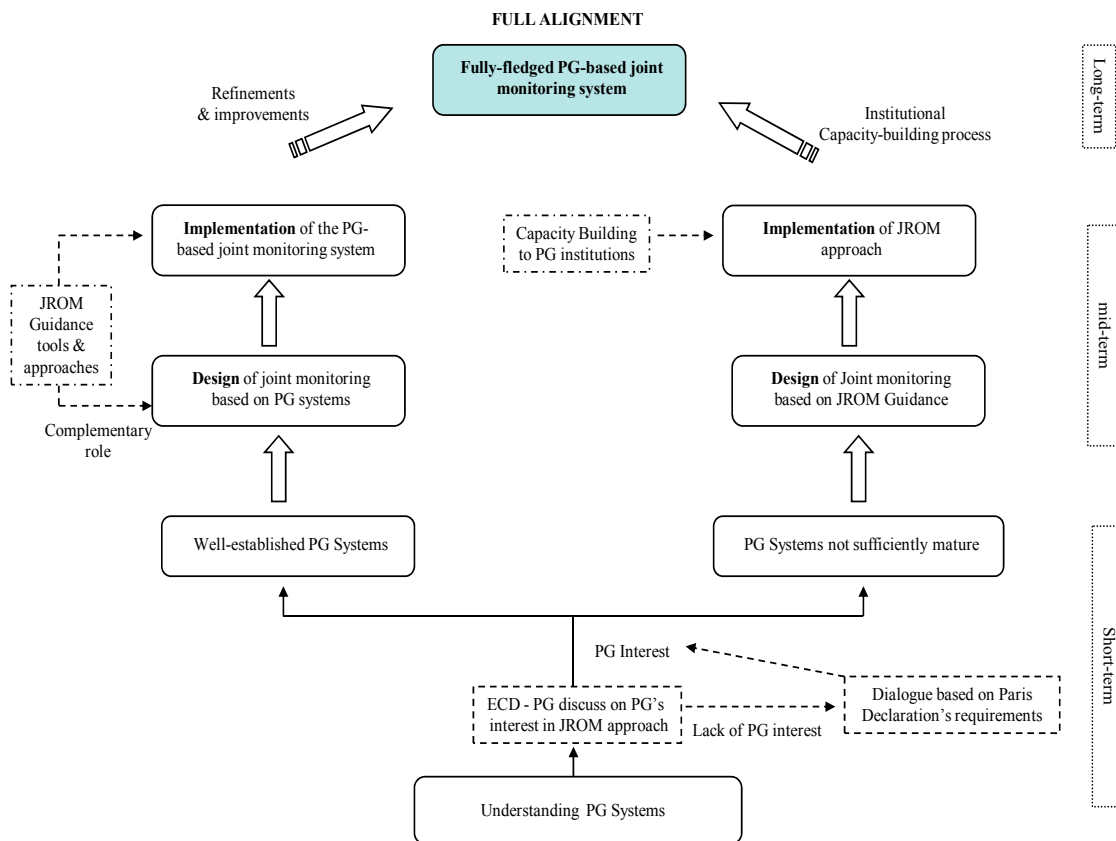 FULL ALIGNMENT
Fully-fledged PG-based joint
monitoring system
Long-term
Refinements
& improvements
Institutional
Capacity-building process
Implementation of the PG-
based joint monitoring system
Capacity Building
to PG institutions
Implementation of JROM
approach
mid-term
JROM
Guidance
tools &
approaches
Design of joint monitoring
based on PG systems
Design of Joint monitoring
based on JROM Guidance
Complementary
role
Well-established PG Systems
PG Systems not sufficiently mature
Short-term
PG Interest
ECD - PG discuss on PG's
interest in JROM approach
Lack of PG interest
Dialogue based on Paris
Declaration's requirements
Understanding PG Systems